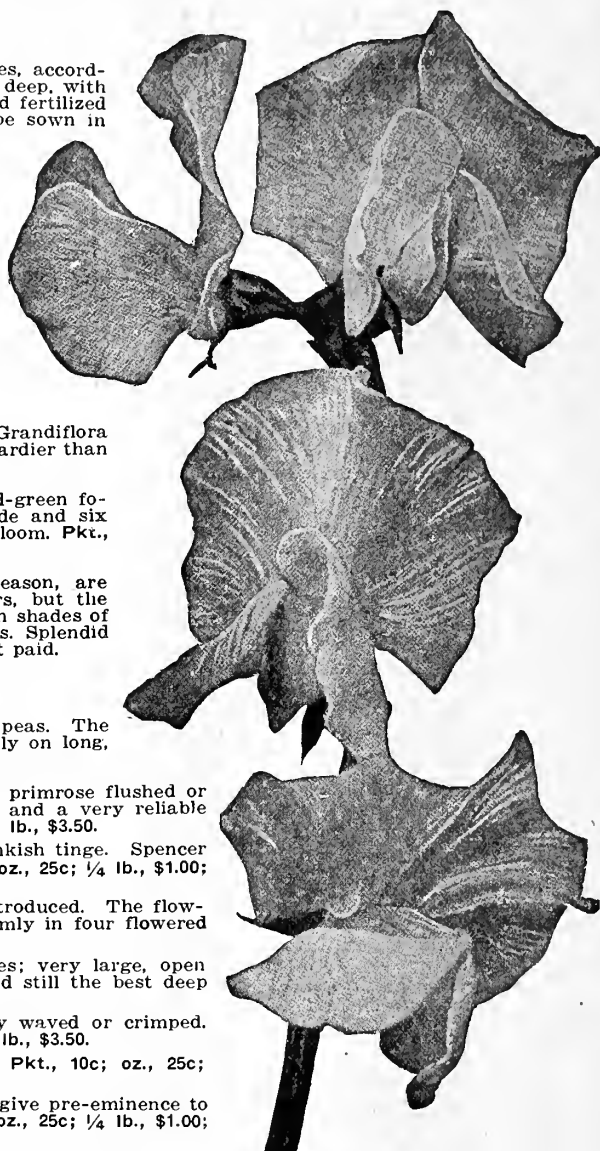 es, accord-
deep, with
d fertilized
be sown in
Grandiflora
ardier than
d-green fo-
de and six
loom. Pkt.,
eason, are
rs, but the
n shades of
s. Splendid
t paid.
peas. The
ly on long,
primrose flushed or
and a very reliable
lb., $3.50.
nkish tinge. Spencer
oz., 25c; ¼ lb., $1.00;
troduced. The flow-
mly in four flowered
es; very large, open
d still the best deep
y waved or crimped.
lb., $3.50.
Pkt., 10c; oz., 25c;
give pre-eminence to
oz., 25c; ¼ lb., $1.00;